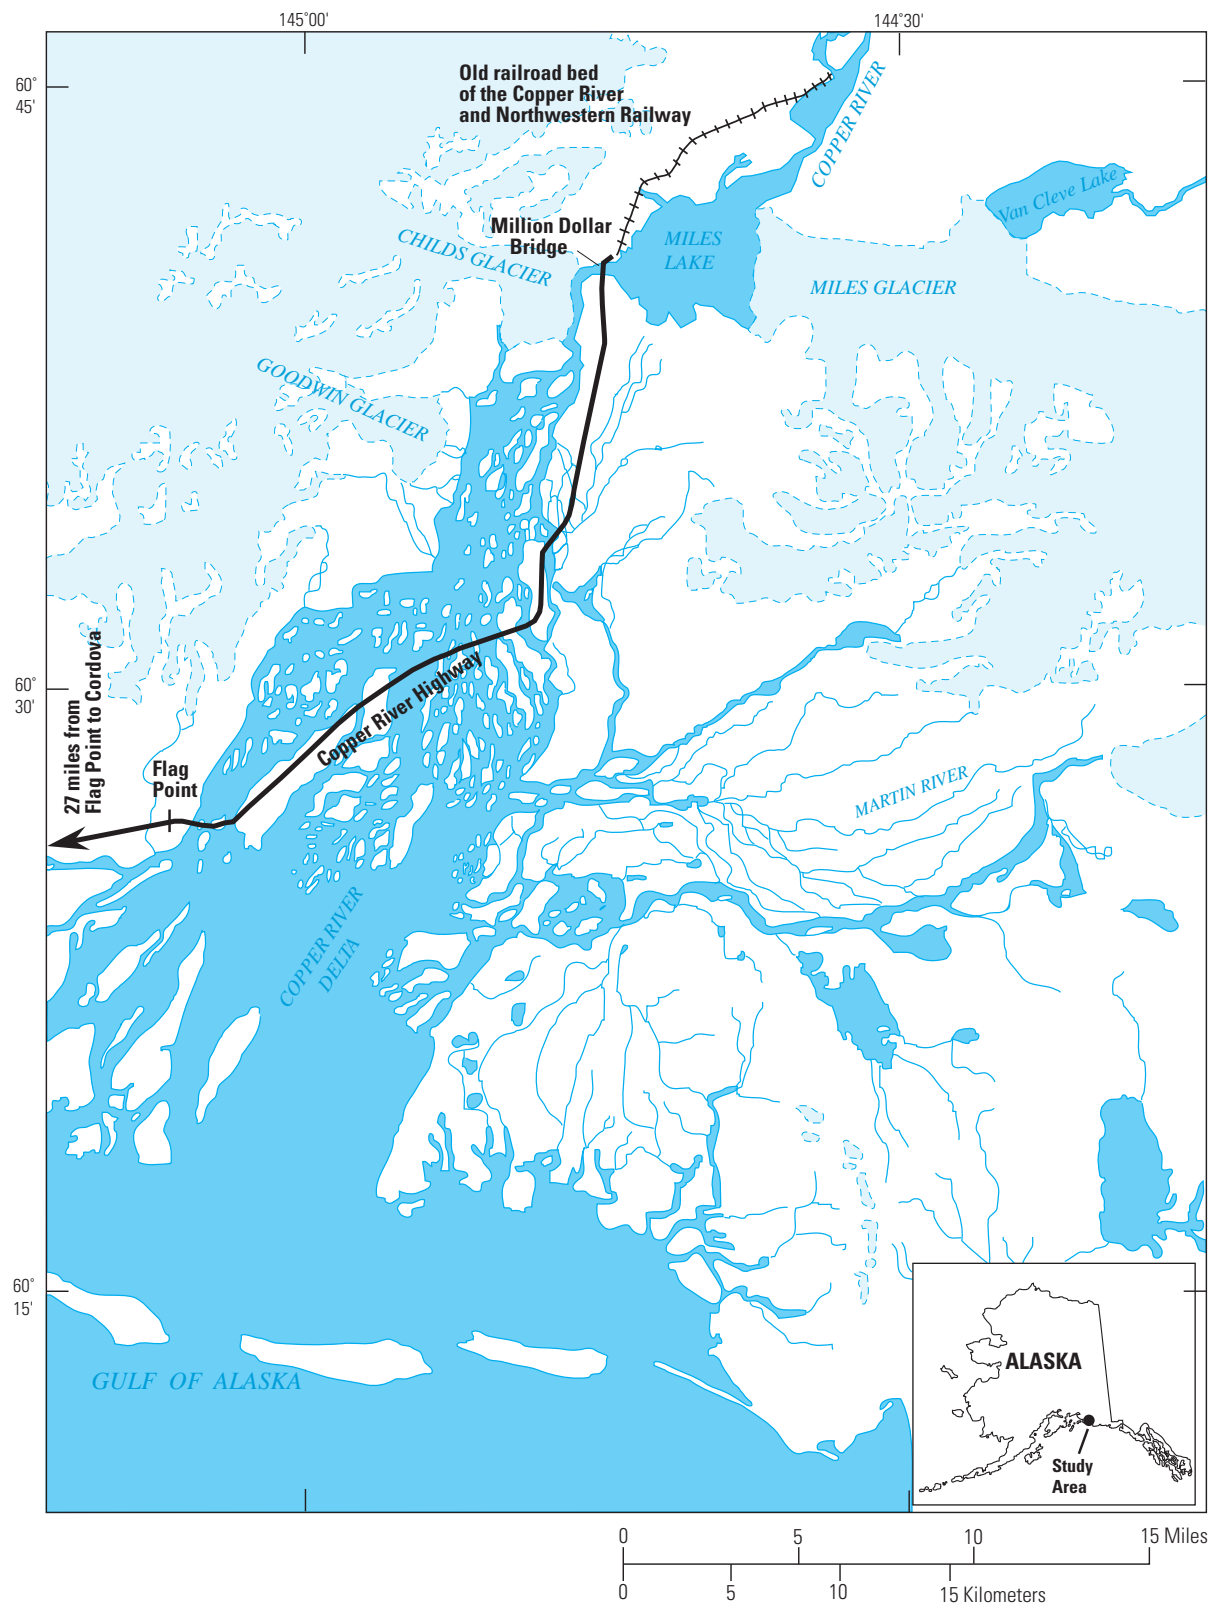 145°00'
144°30'
60°
45'
Old railroad bed
of the Copper River
and Northwestern Railway
COPPER RIVER
Van Cleve Lake
Million Dollar
Bridge
MILES
LAKE
CHILDS GLACIER
MILES GLACIER
GOODWIN GLACIER
60°
30'
27 miles from
Flag Point to Cordova
Copper River Highway
Flag
Point
MARTIN RIVER
COPPER RIVER
DELTA
60°
15'
GULF OF ALASKA
ALASKA
Study
Area
0 5 10 15 Miles
0 5 10 15 Kilometers